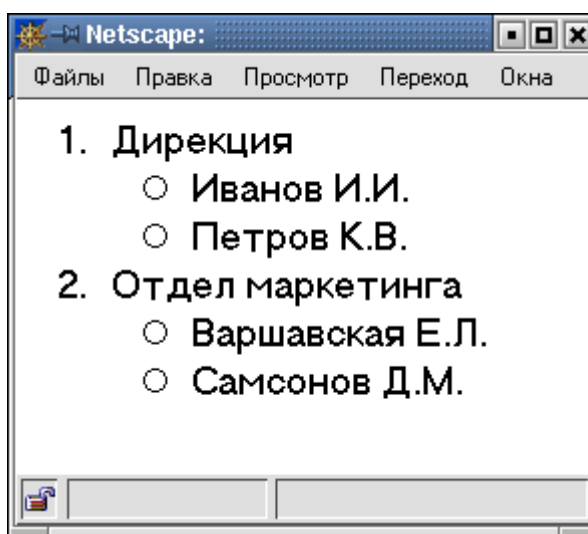 Netscape:
Файлы Правка Просмотр Переход Окна
1. Дирекция
Иванов И.И.
Петров К.В.
2. Отдел маркетинга
Варшавская Е.Л.
Самсонов Д.М.